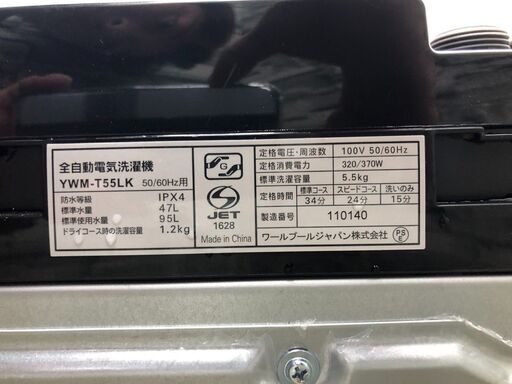 全自動電気洗濯機
YWM-T55LK 50/60Hz用
防水等級 IPX4
標準水量 47L
標準使用水量 95L
ドライコース時の洗濯容量 1.2kg
JET
1628
Made in China
定格電圧・周波数 100V 50/60Hz
定格消費電力 320/370W
標準洗濯容量 5.5kg
定格時間 標準コース スピードコース 洗いのみ
34分 24分 15分
製造番号 110140
ワールプールジャパン株式会社
PS
E